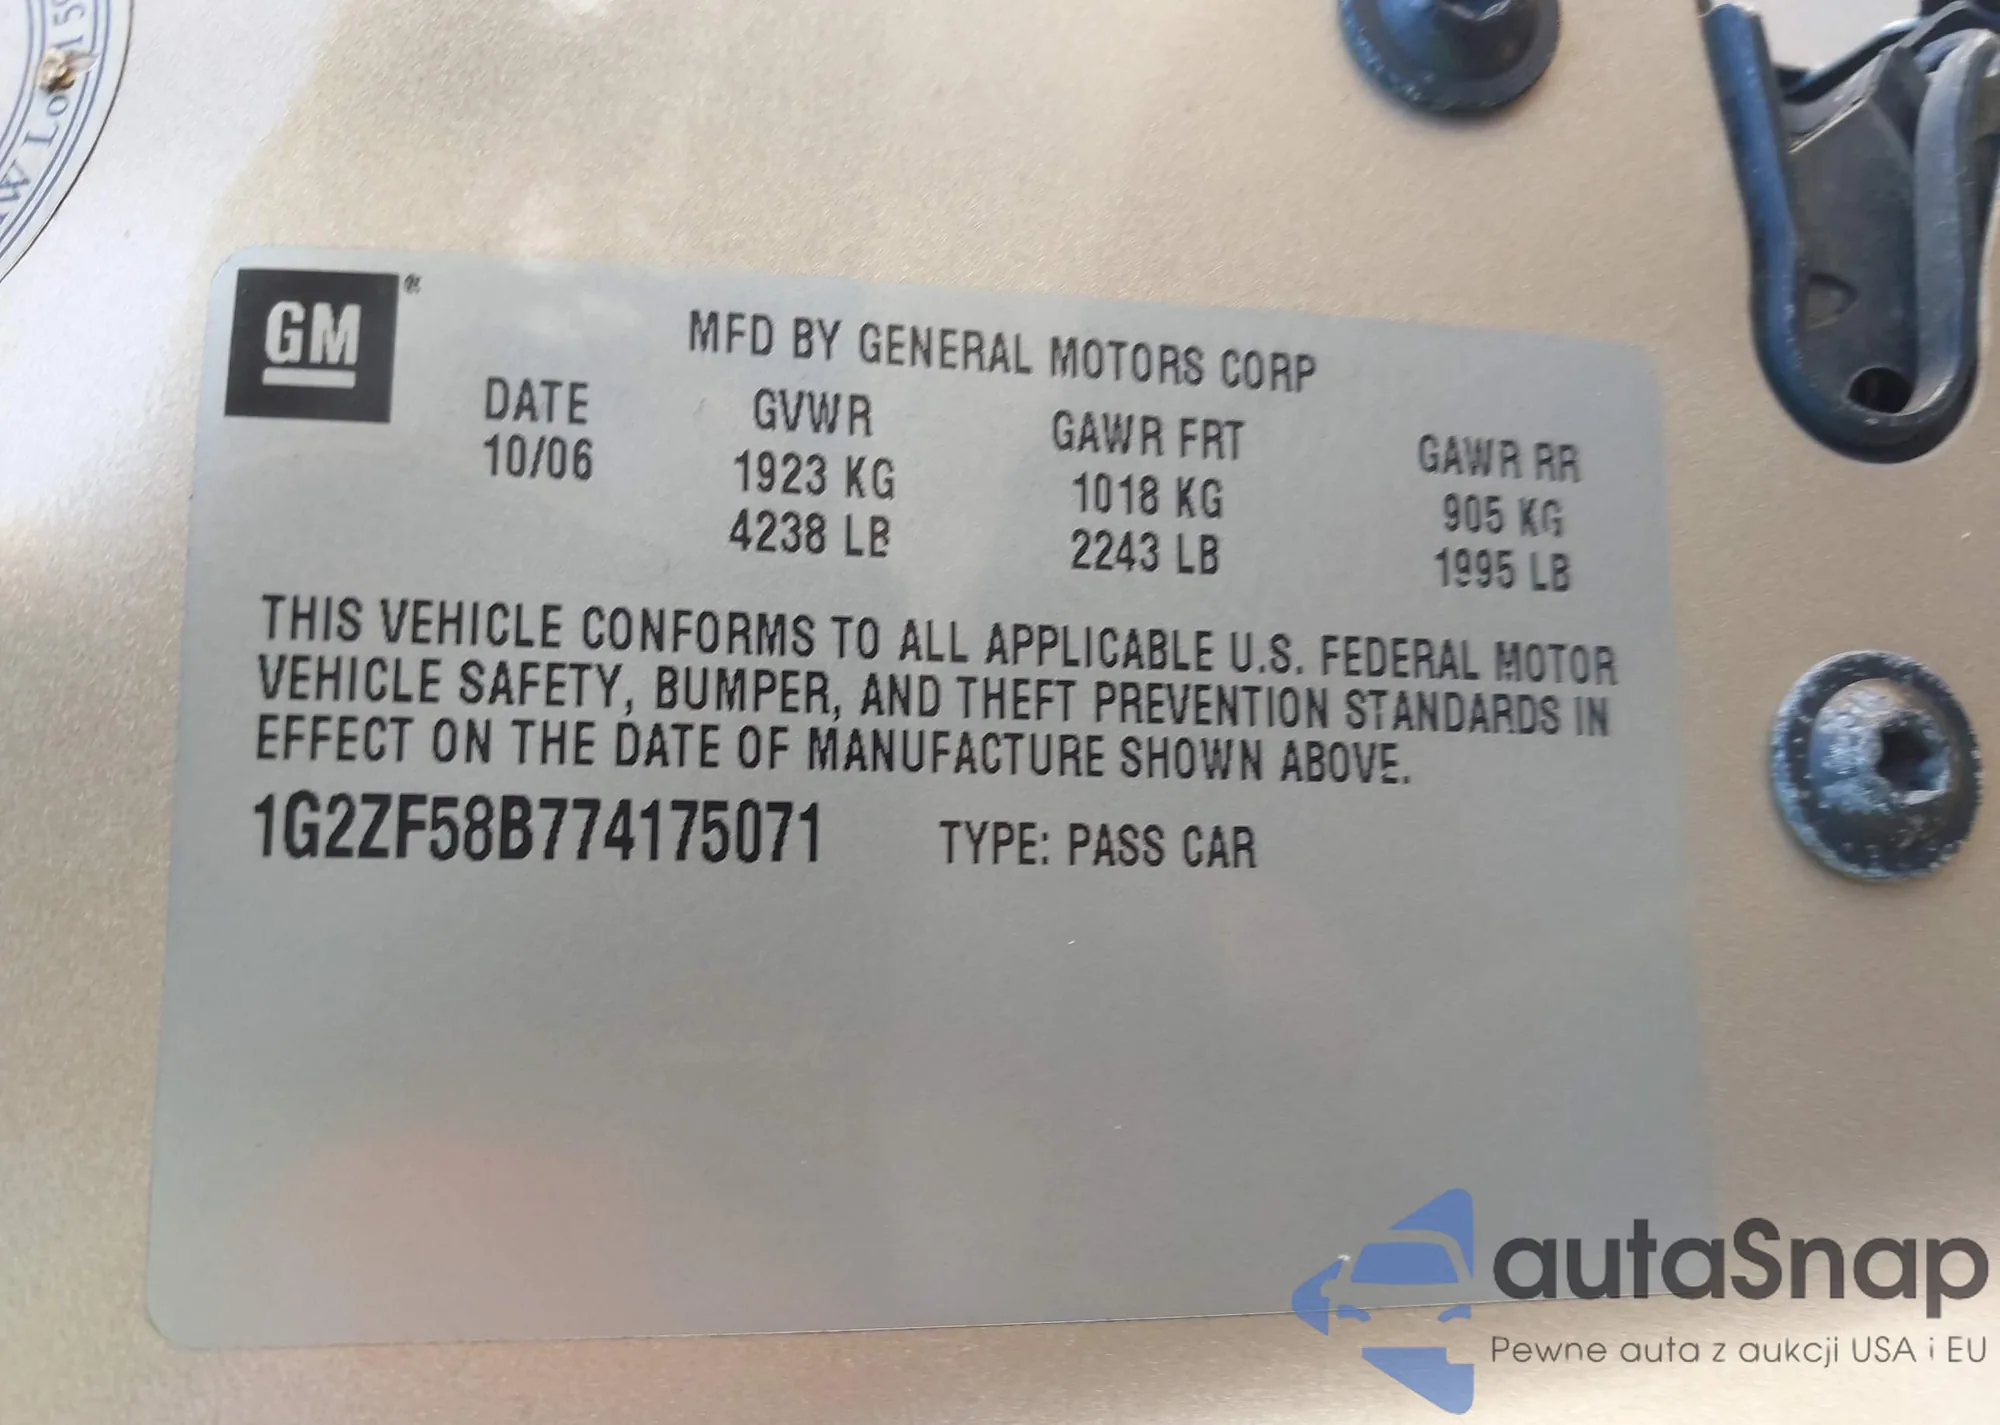 W Lo 15
GM ®
MFD BY GENERAL MOTORS CORP
DATE GVWR GAWR FRT GAWR RR
10/06 1923 KG 1018 KG 905 KG
4238 LB 2243 LB 1995 LB
THIS VEHICLE CONFORMS TO ALL APPLICABLE U.S. FEDERAL MOTOR
VEHICLE SAFETY, BUMPER, AND THEFT PREVENTION STANDARDS IN
EFFECT ON THE DATE OF MANUFACTURE SHOWN ABOVE.
1G2ZF58B774175071 TYPE: PASS CAR
autaSnap
Pewne auta z aukcji USA i EU